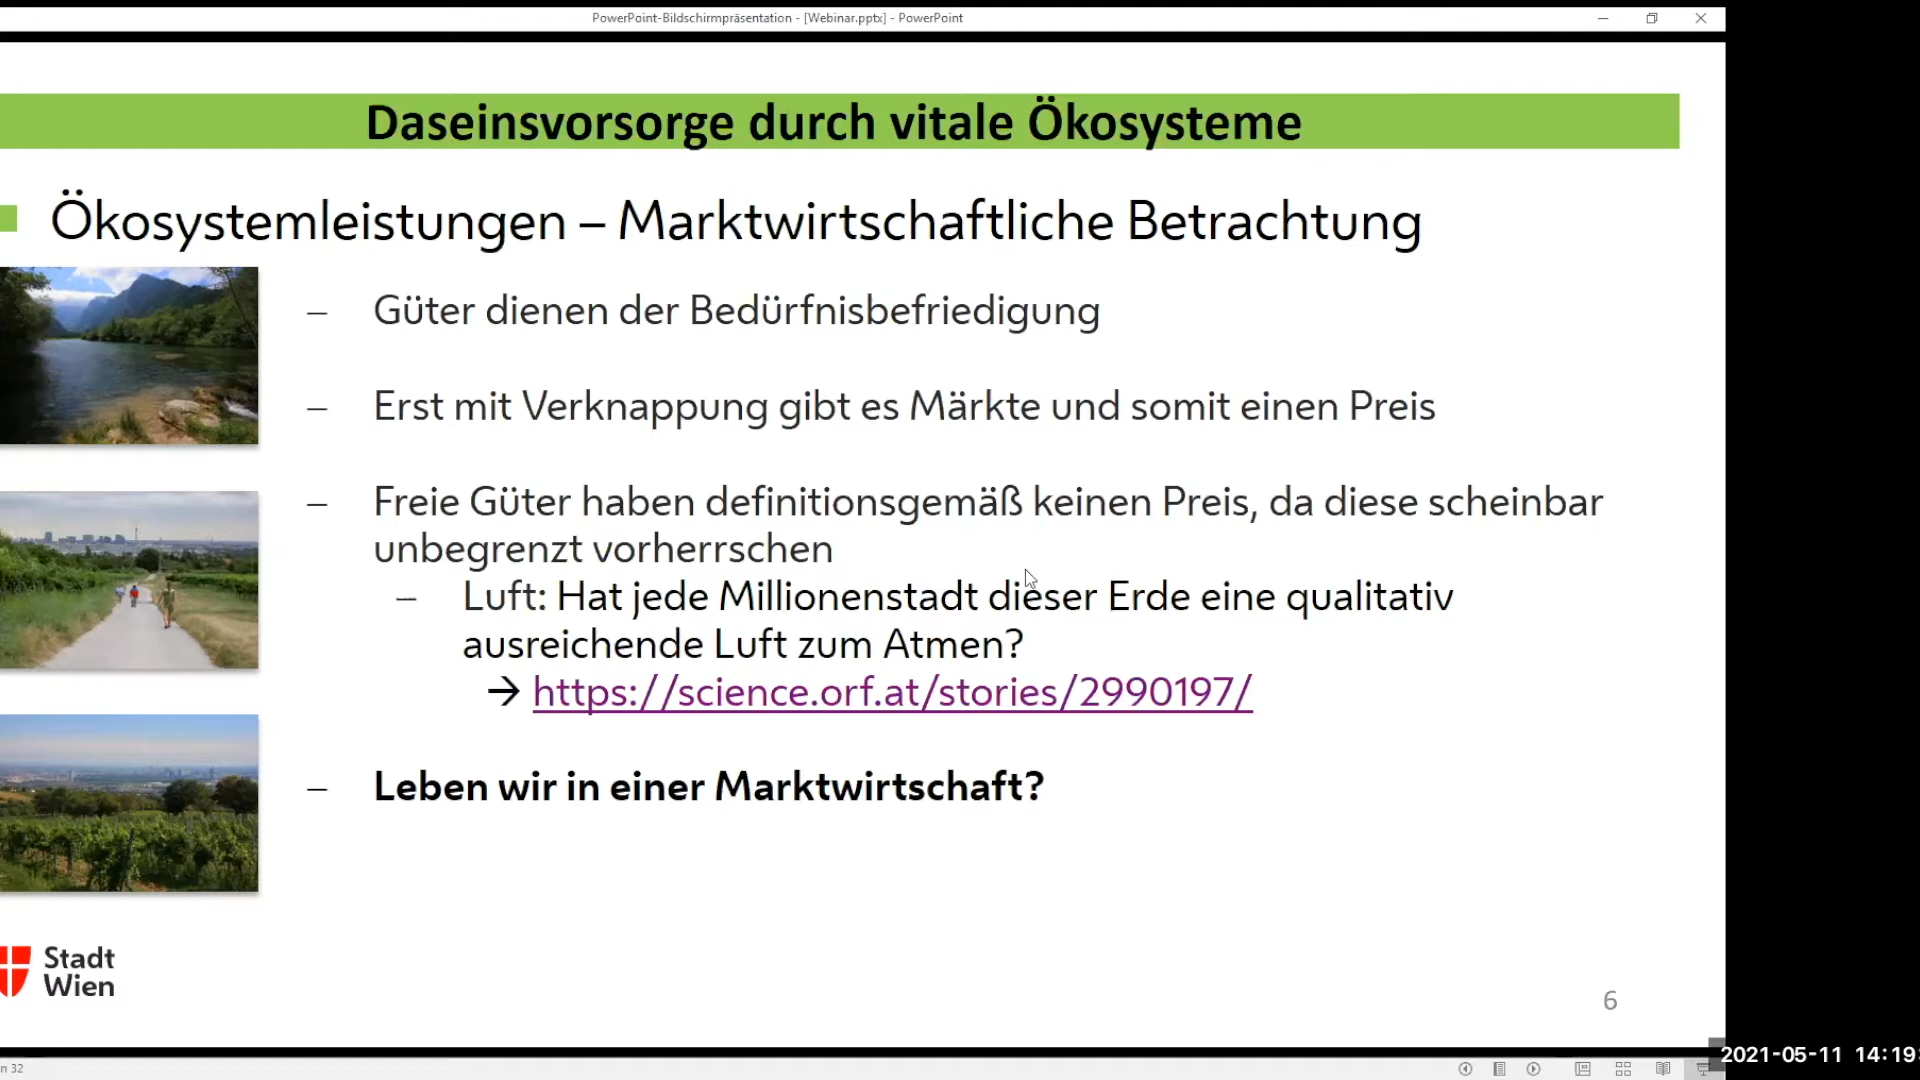 PowerPoint-Bildschirmpräsentation - [Webinar.pptx] - PowerPoint
Daseinsvorsorge durch vitale Ökosysteme
Ökosystemleistungen – Marktwirtschaftliche Betrachtung
– Güter dienen der Bedürfnisbefriedigung
– Erst mit Verknappung gibt es Märkte und somit einen Preis
– Freie Güter haben definitionsgemäß keinen Preis, da diese scheinbar
unbegrenzt vorherrschen
– Luft: Hat jede Millionenstadt dieser Erde eine qualitativ
ausreichende Luft zum Atmen?
→ https://science.orf.at/stories/2990197/
– Leben wir in einer Marktwirtschaft?
Stadt
Wien
6
n 32
2021-05-11 14:19: